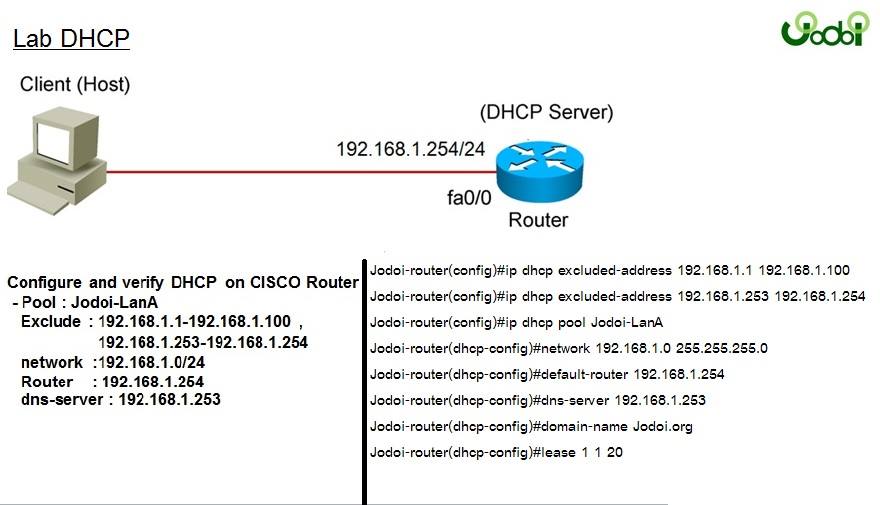 Lab DHCP
Jodoi
Client (Host)
(DHCP Server)
192.168.1.254/24
fa0/0
Router
Configure and verify DHCP on CISCO Router
- Pool : Jodoi-LanA
Exclude : 192.168.1.1-192.168.1.100 ,
192.168.1.253-192.168.1.254
network :192.168.1.0/24
Router : 192.168.1.254
dns-server : 192.168.1.253
Jodoi-router(config)#ip dhcp excluded-address 192.168.1.1 192.168.1.100
Jodoi-router(config)#ip dhcp excluded-address 192.168.1.253 192.168.1.254
Jodoi-router(config)#ip dhcp pool Jodoi-LanA
Jodoi-router(dhcp-config)#network 192.168.1.0 255.255.255.0
Jodoi-router(dhcp-config)#default-router 192.168.1.254
Jodoi-router(dhcp-config)#dns-server 192.168.1.253
Jodoi-router(dhcp-config)#domain-name Jodoi.org
Jodoi-router(dhcp-config)#lease 1 1 20